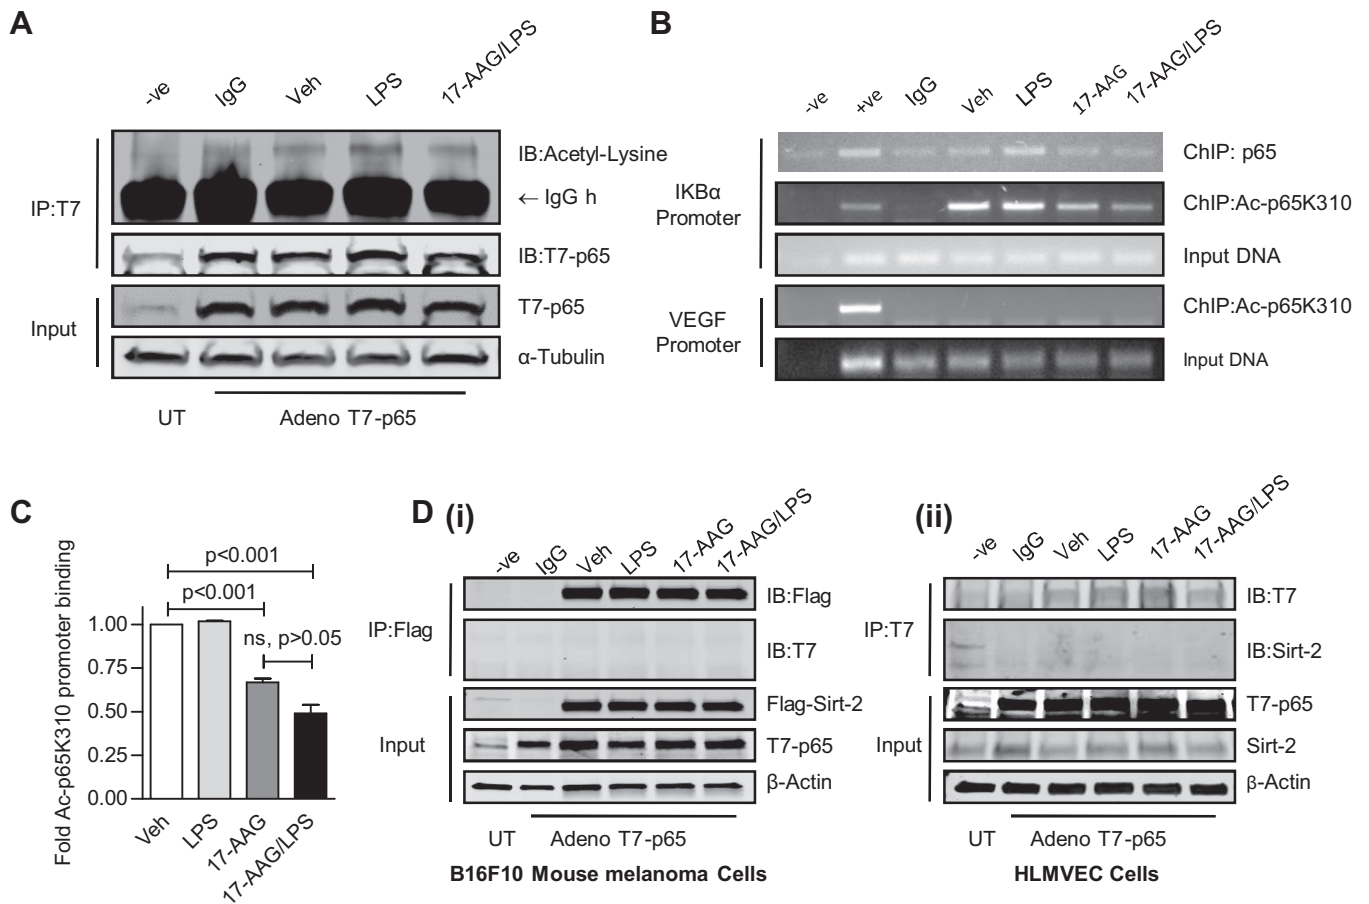 A
-ve
IgG
Veh
LPS
17-AAG/LPS
IP:T7
IB:Acetyl-Lysine
← IgG h
IB:T7-p65
Input
T7-p65
α-Tubulin
UT
Adeno T7-p65
B
-ve
+ve
IgG
Veh
LPS
17-AAG
17-AAG/LPS
IKBα
Promoter
ChIP: p65
ChIP:Ac-p65K310
Input DNA
VEGF
Promoter
ChIP:Ac-p65K310
Input DNA
C
Fold Ac-p65K310 promoter binding
p<0.001
p<0.001
ns, p>0.05
1.00
0.75
0.50
0.25
0.00
Veh
LPS
17-AAG
17-AAG/LPS
D
(i)
-ve
IgG
Veh
LPS
17-AAG
17-AAG/LPS
IP:Flag
IB:Flag
IB:T7
Input
Flag-Sirt-2
T7-p65
β-Actin
UT
Adeno T7-p65
B16F10 Mouse melanoma Cells
(ii)
-ve
IgG
Veh
LPS
17-AAG
17-AAG/LPS
IP:T7
IB:T7
IB:Sirt-2
Input
T7-p65
Sirt-2
β-Actin
UT
Adeno T7-p65
HLMVEC Cells